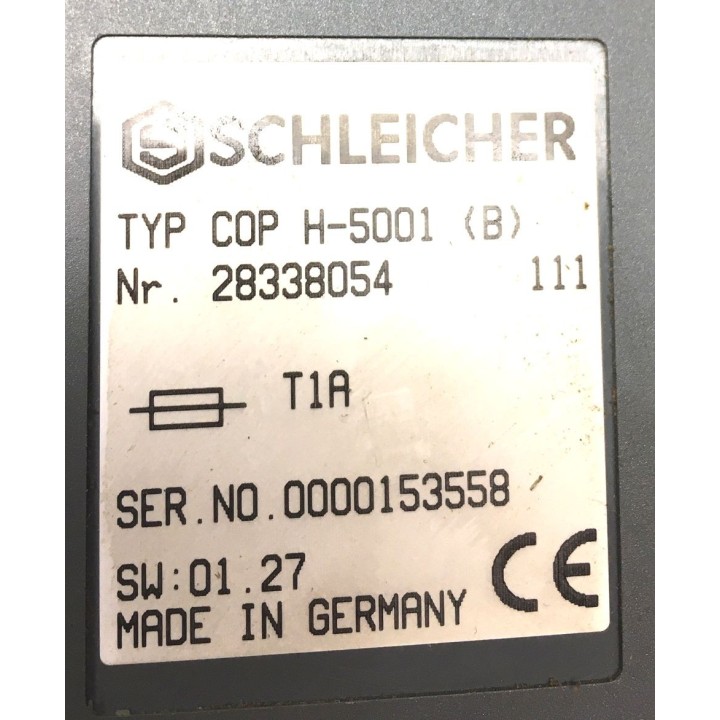 SCHLEICHER
TYP COP H-5001 (B)
Nr. 28338054 111
T1A
SER.NO.0000153558
SW:01.27
MADE IN GERMANY CE